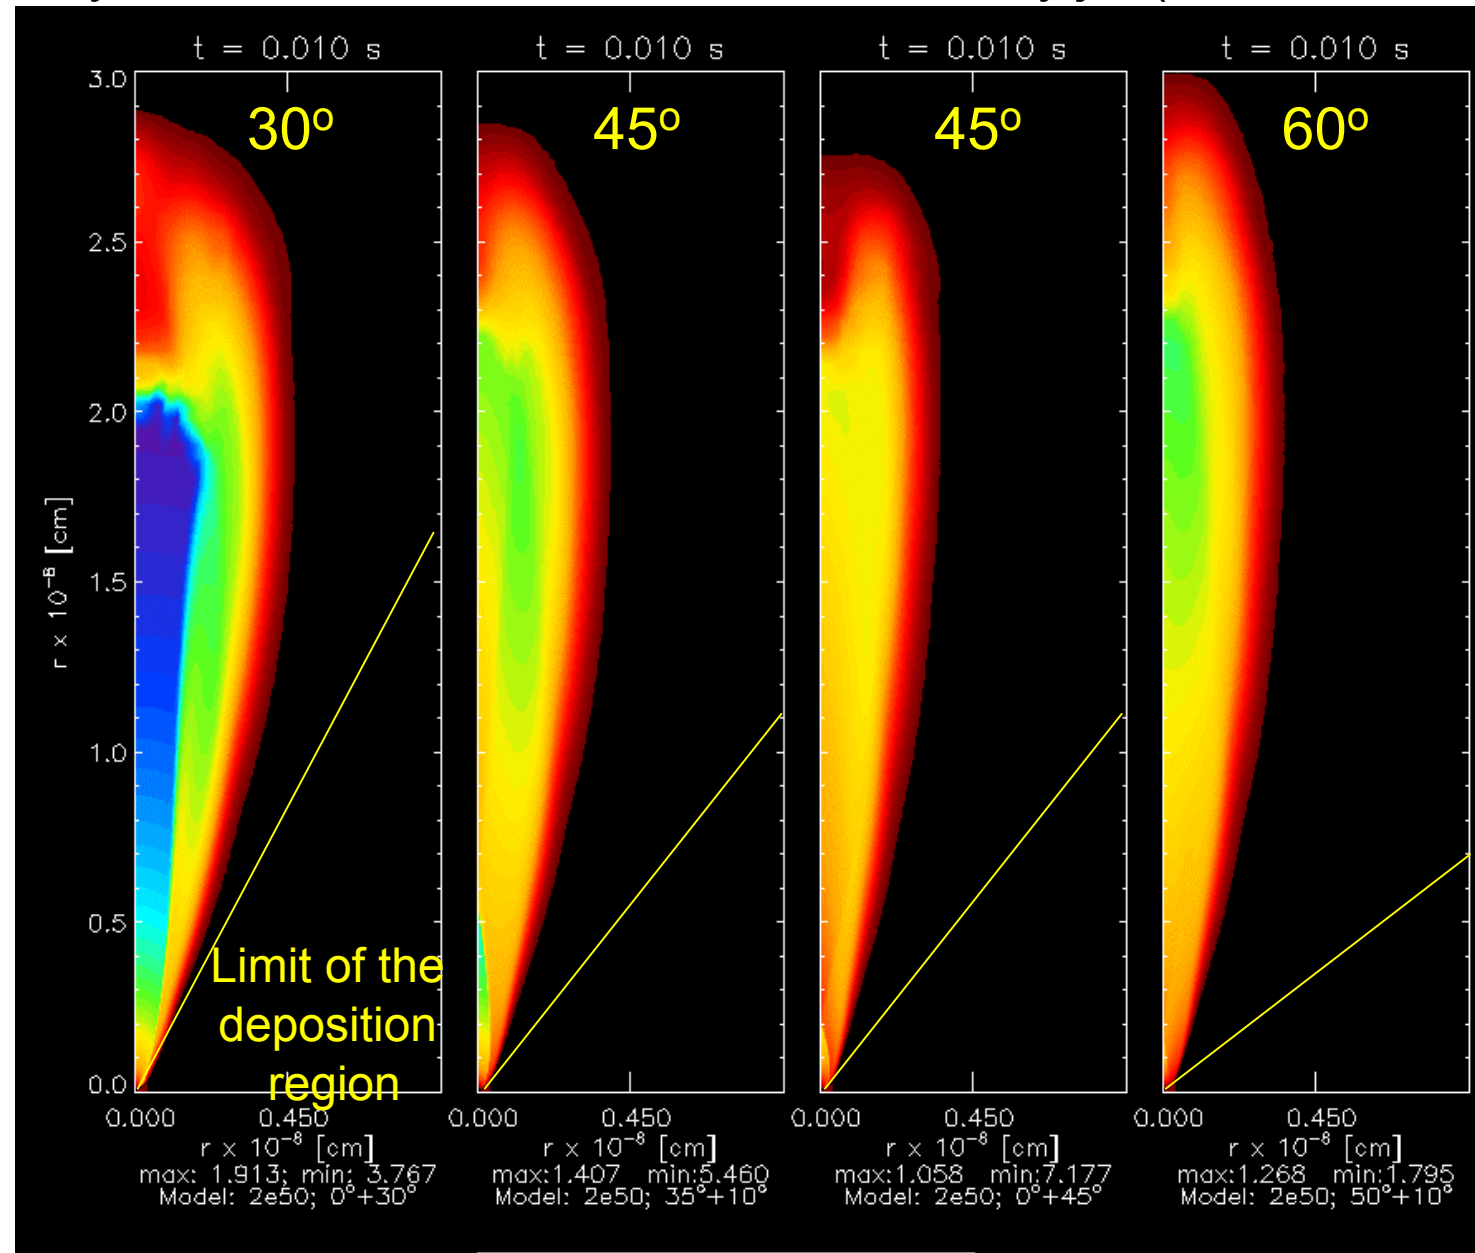 t = 0.010 s
t = 0.010 s
t = 0.010 s
t = 0.010 s
30º
45º
45º
60º
3.0
2.5
2.0
1.5
1.0
0.5
0.0
r × 10⁻⁸ [cm]
Limit of the
deposition
region
0.000 0.450
r × 10⁻⁸ [cm]
max: 1.913; min: 3.767
Model: 2e50; 0°+30°
0.000 0.450
r × 10⁻⁸ [cm]
max:1.407 min:5.460
Model: 2e50; 35°+10°
0.000 0.450
r × 10⁻⁸ [cm]
max:1.058 min:7.177
Model: 2e50; 0°+45°
0.000 0.450
r × 10⁻⁸ [cm]
max:1.268 min:1.795
Model: 2e50; 50°+10°